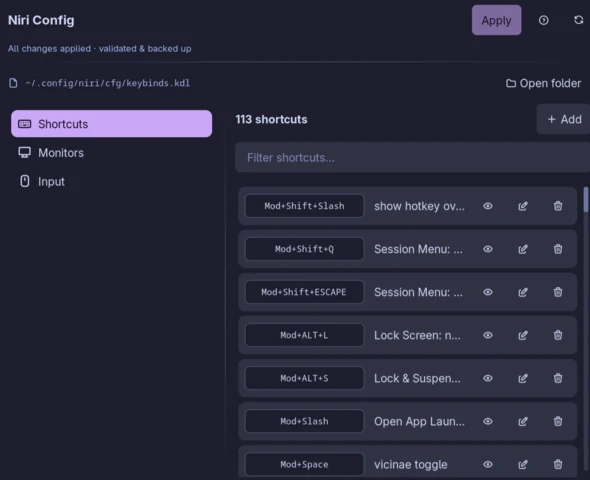 Niri Config
Apply
All changes applied · validated & backed up
~/.config/niri/cfg/keybinds.kdl
Open folder
Shortcuts
Monitors
Input
113 shortcuts
+ Add
Filter shortcuts...
Mod+Shift+Slash show hotkey ov...
Mod+Shift+Q Session Menu: ...
Mod+Shift+ESCAPE Session Menu: ...
Mod+ALT+L Lock Screen: n...
Mod+ALT+S Lock & Suspen...
Mod+Slash Open App Laun...
Mod+Space vicinae toggle